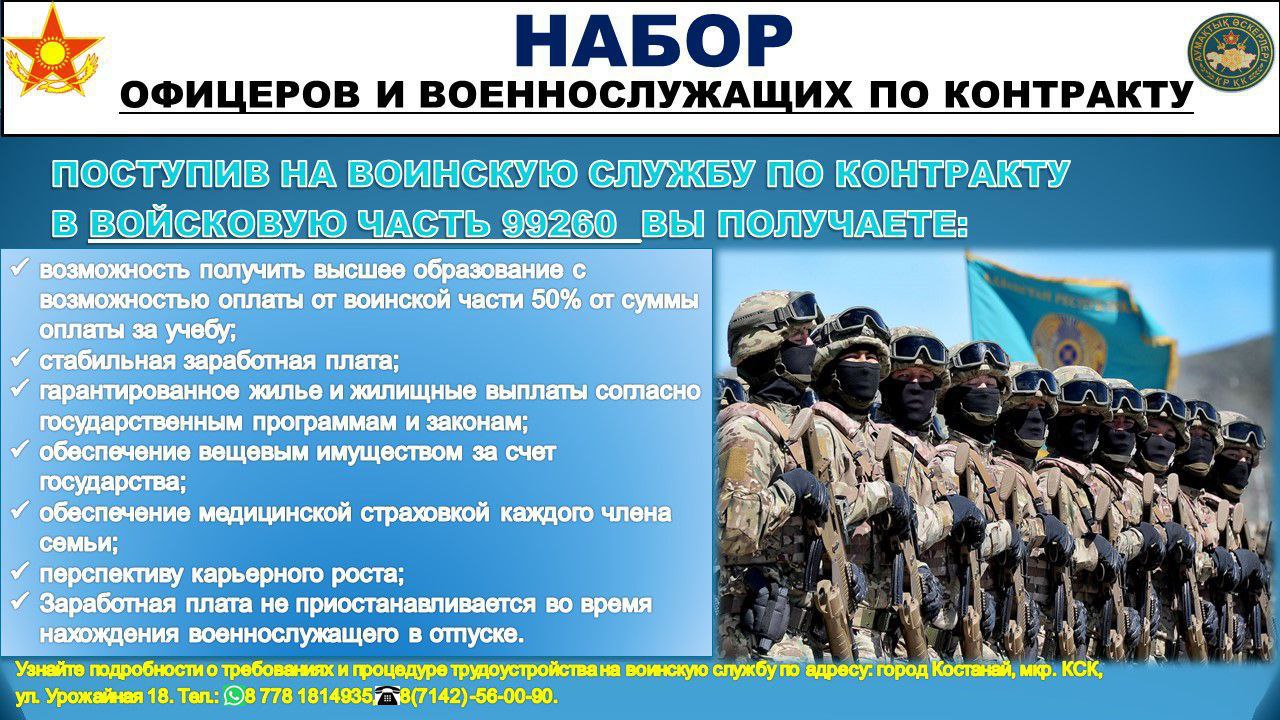 НАБОР
ОФИЦЕРОВ И ВОЕННОСЛУЖАЩИХ ПО КОНТРАКТУ
АУМАҚТЫҚ ӘСКЕРЛЕРІ
ҚР ҚК
ПОСТУПИВ НА ВОИНСКУЮ СЛУЖБУ ПО КОНТРАКТУ
В ВОЙСКОВУЮ ЧАСТЬ 99260 ВЫ ПОЛУЧАЕТЕ:
✓ возможность получить высшее образование с
возможностью оплаты от воинской части 50% от суммы
оплаты за учебу;
✓ стабильная заработная плата;
✓ гарантированное жилье и жилищные выплаты согласно
государственным программам и законам;
✓ обеспечение вещевым имуществом за счет
государства;
✓ обеспечение медицинской страховкой каждого члена
семьи;
✓ перспективу карьерного роста;
✓ Заработная плата не приостанавливается во время
нахождения военнослужащего в отпуске.
Узнайте подробности о требованиях и процедуре трудоустройства на воинскую службу по адресу: город Костанай, мкр. КСК,
ул. Урожайная 18. Тел.: 8 778 1814935, 8(7142) -56-00-90.